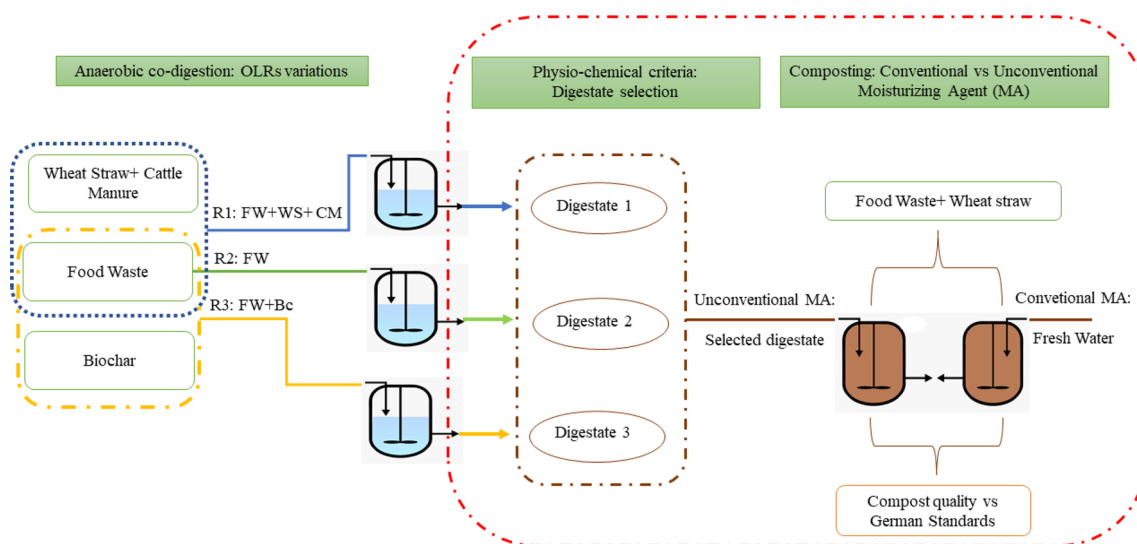 Anaerobic co-digestion: OLRs variations
Physio-chemical criteria:
Digestate selection
Composting: Conventional vs Unconventional
Moisturizing Agent (MA)
Wheat Straw+ Cattle
Manure
Food Waste
Biochar
R1: FW+WS+ CM
R2: FW
R3: FW+Bc
Digestate 1
Digestate 2
Digestate 3
Unconventional MA:
Selected digestate
Food Waste+ Wheat straw
Convetional MA:
Fresh Water
Compost quality vs
German Standards